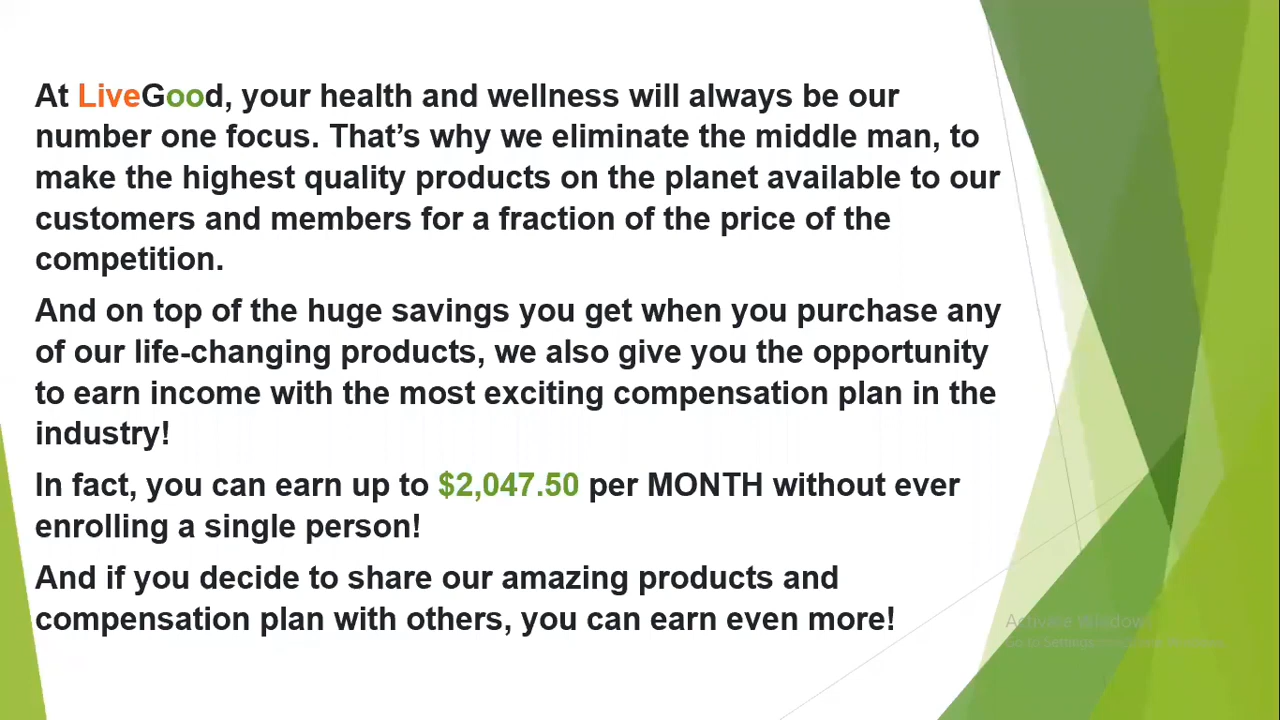 At LiveGood, your health and wellness will always be our
number one focus. That’s why we eliminate the middle man, to
make the highest quality products on the planet available to our
customers and members for a fraction of the price of the
competition.
And on top of the huge savings you get when you purchase any
of our life-changing products, we also give you the opportunity
to earn income with the most exciting compensation plan in the
industry!
In fact, you can earn up to $2,047.50 per MONTH without ever
enrolling a single person!
And if you decide to share our amazing products and
compensation plan with others, you can earn even more!
Activate Windows
Go to Settings